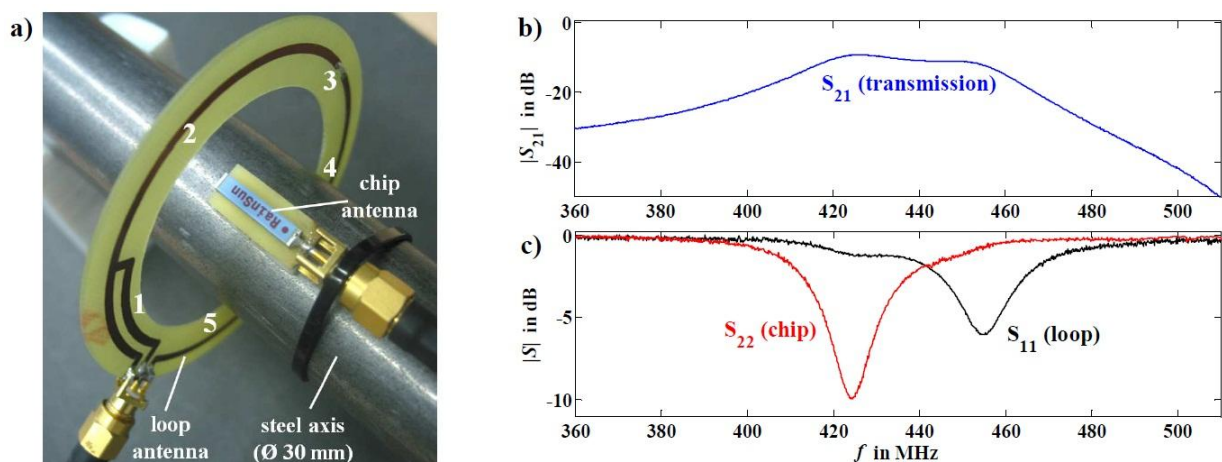 a)
1
2
3
4
5
chip
antenna
RainSun
loop
antenna
steel axis
(Ø 30 mm)
b)
|S21| in dB
0
-20
-40
S21 (transmission)
360 380 400 420 440 460 480 500
c)
|S| in dB
0
-5
-10
S22 (chip)
S11 (loop)
360 380 400 420 440 460 480 500
f in MHz